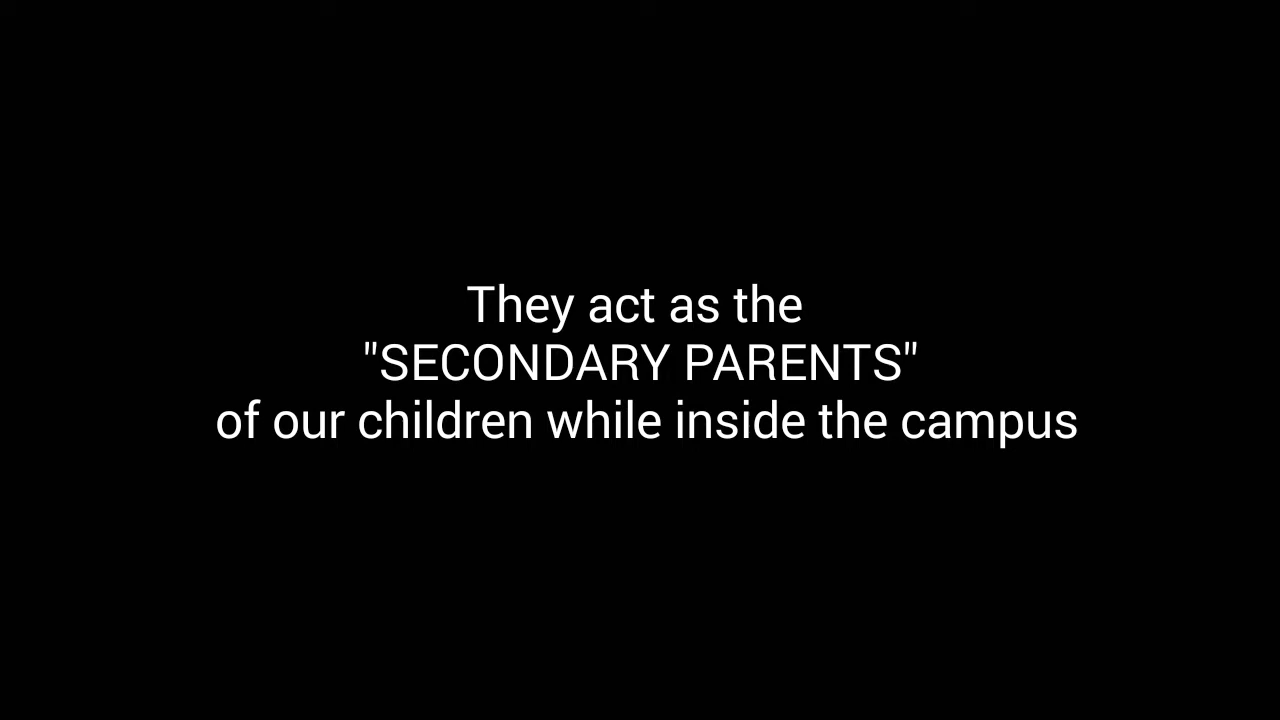 They act as the
"SECONDARY PARENTS"
of our children while inside the campus